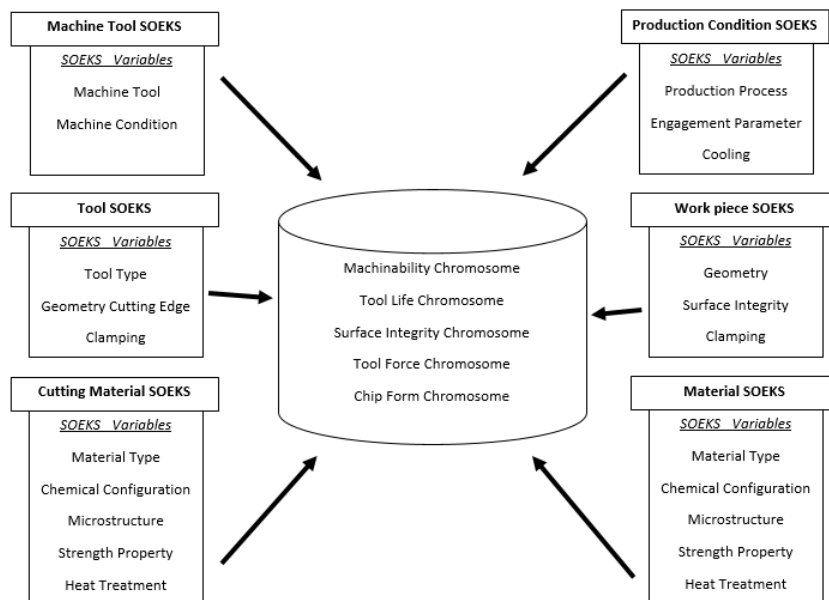 Machine Tool SOEKS
SOEKS Variables
Machine Tool
Machine Condition
Production Condition SOEKS
SOEKS Variables
Production Process
Engagement Parameter
Cooling
Tool SOEKS
SOEKS Variables
Tool Type
Geometry Cutting Edge
Clamping
Machinability Chromosome
Tool Life Chromosome
Surface Integrity Chromosome
Tool Force Chromosome
Chip Form Chromosome
Work piece SOEKS
SOEKS Variables
Geometry
Surface Integrity
Clamping
Cutting Material SOEKS
SOEKS Variables
Material Type
Chemical Configuration
Microstructure
Strength Property
Heat Treatment
Material SOEKS
SOEKS Variables
Material Type
Chemical Configuration
Microstructure
Strength Property
Heat Treatment